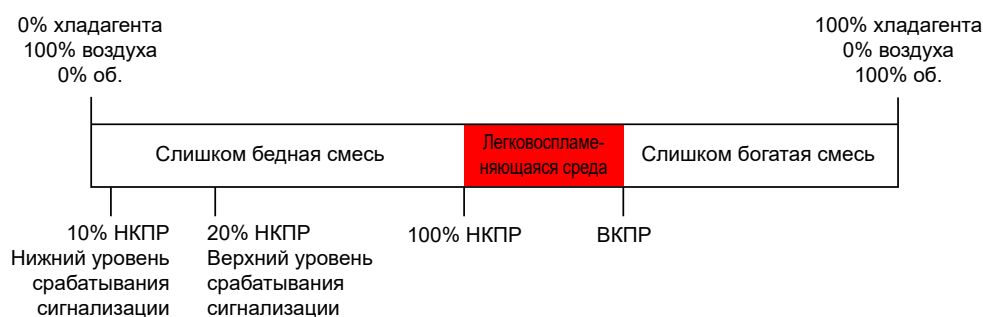 0% хладагента
100% воздуха
0% об.
100% хладагента
0% воздуха
100% об.
Слишком бедная смесь
Легковоспламе-
няющаяся среда
Слишком богатая смесь
10% НКПР
Нижний уровень
срабатывания
сигнализации
20% НКПР
Верхний уровень
срабатывания
сигнализации
100% НКПР
ВКПР